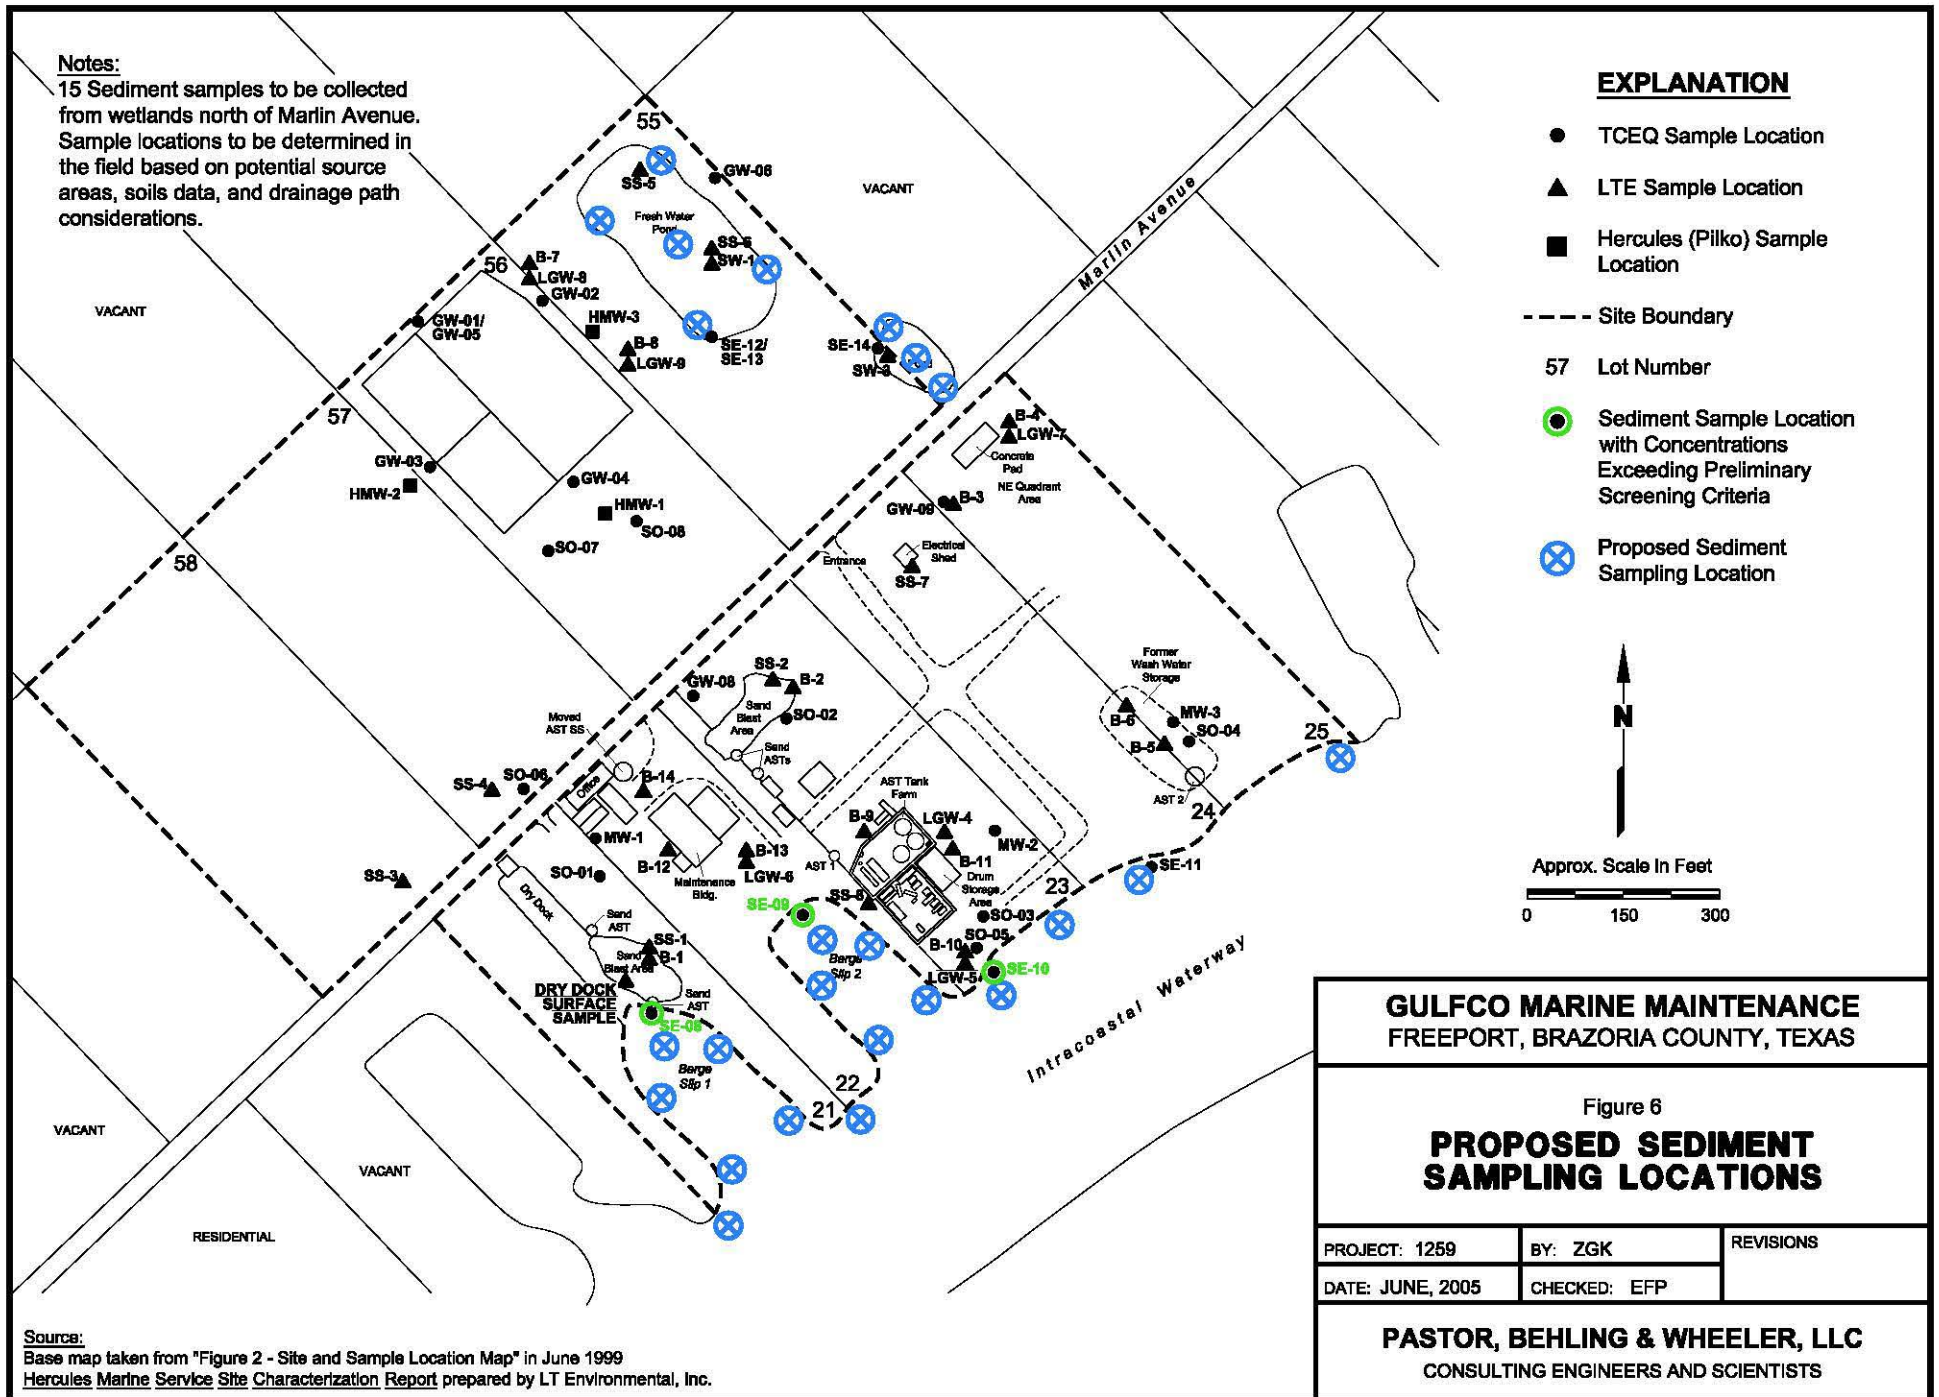 Notes:
15 Sediment samples to be collected
from wetlands north of Marlin Avenue.
Sample locations to be determined in
the field based on potential source
areas, soils data, and drainage path
considerations.
55
SS-5
GW-06
VACANT
Fresh Water
Pond
SS-6
SW-1
56
B-7
LGW-8
GW-02
VACANT
GW-01/
GW-05
HMW-3
B-8
LGW-9
SE-12/
SE-13
SE-14
SW-3
Marlin Avenue
57
GW-03
HMW-2
GW-04
HMW-1
SO-08
SO-07
58
B-4
LGW-7
Concrete
Pad
NE Quadrant
Area
GW-09
B-3
Entrance
Electrical
Shed
SS-7
Former
Wash Water
Storage
B-6
MW-3
SO-04
B-5
AST 2
25
24
SS-2
B-2
GW-08
Sand
Blast
Area
SO-02
Sand
ASTs
Moved
AST SS
SS-4
SO-06
Office
B-14
AST Tank
Farm
B-9
LGW-4
MW-2
B-11
Drum
Storage
Area
MW-1
B-12
B-13
LGW-6
AST 1
Maintenance
Bldg.
SS-3
SO-01
Dry Dock
SE-09
SS-8
SO-03
23
SE-11
Sand
AST
SS-1
B-1
Sand
Blast Area
Barge
Slip 2
B-10
SO-05
LGW-5
SE-10
DRY DOCK
SURFACE
SAMPLE
Sand
AST
SE-08
Barge
Slip 1
22
21
Intracoastal Waterway
VACANT
VACANT
RESIDENTIAL
EXPLANATION
TCEQ Sample Location
LTE Sample Location
Hercules (Pilko) Sample
Location
Site Boundary
57 Lot Number
Sediment Sample Location
with Concentrations
Exceeding Preliminary
Screening Criteria
Proposed Sediment
Sampling Location
N
Approx. Scale In Feet
0 150 300
GULFCO MARINE MAINTENANCE
FREEPORT, BRAZORIA COUNTY, TEXAS
Figure 6
PROPOSED SEDIMENT
SAMPLING LOCATIONS
PROJECT: 1259
BY: ZGK
REVISIONS
DATE: JUNE, 2005
CHECKED: EFP
PASTOR, BEHLING & WHEELER, LLC
CONSULTING ENGINEERS AND SCIENTISTS
Source:
Base map taken from "Figure 2 - Site and Sample Location Map" in June 1999
Hercules Marine Service Site Characterization Report prepared by LT Environmental, Inc.